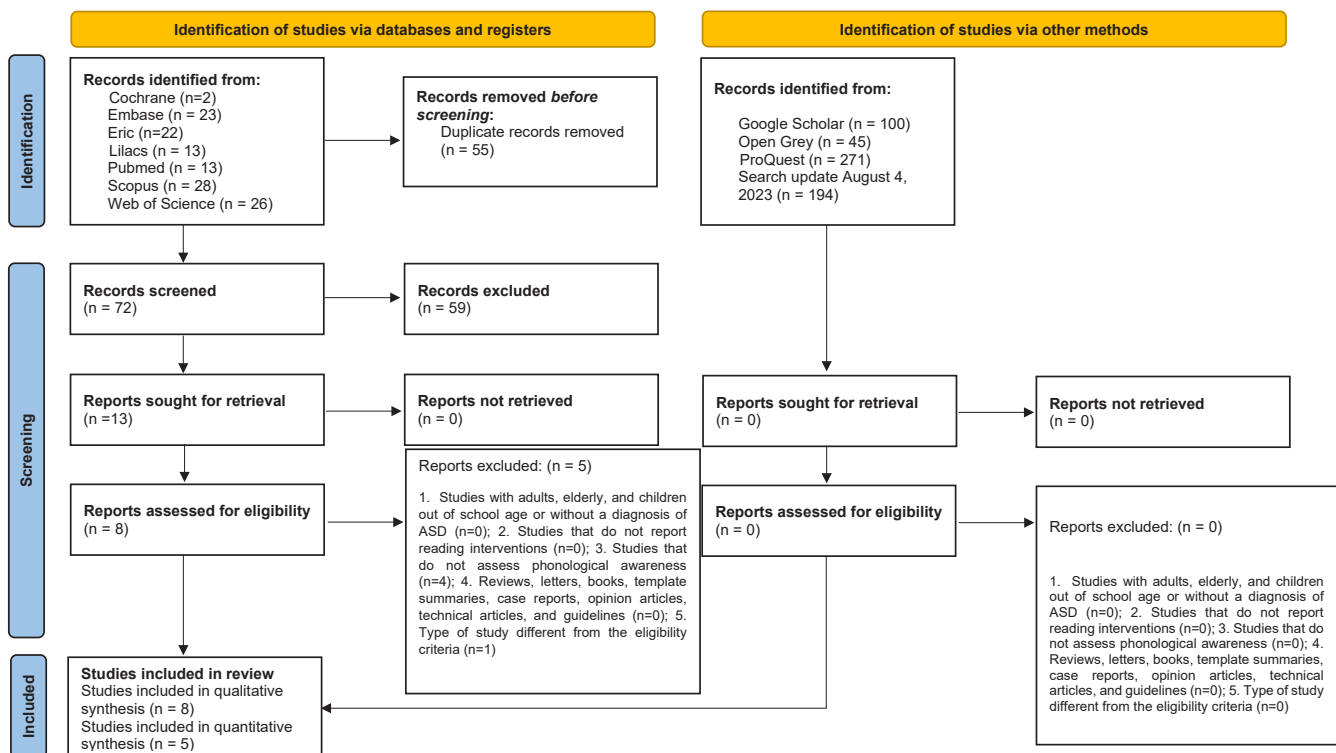 Identification of studies via databases and registers
Identification of studies via other methods
Identification
Records identified from:
Cochrane (n=2)
Embase (n = 23)
Eric (n=22)
Lilacs (n = 13)
Pubmed (n = 13)
Scopus (n = 28)
Web of Science (n = 26)
Records removed before
screening:
Duplicate records removed
(n = 55)
Records identified from:
Google Scholar (n = 100)
Open Grey (n = 45)
ProQuest (n = 271)
Search update August 4,
2023 (n = 194)
Screening
Records screened
(n = 72)
Records excluded
(n = 59)
Reports sought for retrieval
(n =13)
Reports not retrieved
(n = 0)
Reports sought for retrieval
(n = 0)
Reports not retrieved
(n = 0)
Reports assessed for eligibility
(n = 8)
Reports excluded: (n = 5)
1. Studies with adults, elderly, and children
out of school age or without a diagnosis of
ASD (n=0); 2. Studies that do not report
reading interventions (n=0); 3. Studies that
do not assess phonological awareness
(n=4); 4. Reviews, letters, books, template
summaries, case reports, opinion articles,
technical articles, and guidelines (n=0); 5.
Type of study different from the eligibility
criteria (n=1)
Reports assessed for eligibility
(n = 0)
Reports excluded: (n = 0)
1. Studies with adults, elderly, and children
out of school age or without a diagnosis of
ASD (n=0); 2. Studies that do not report
reading interventions (n=0); 3. Studies that do
not assess phonological awareness (n=0); 4.
Reviews, letters, books, template summaries,
case reports, opinion articles, technical
articles, and guidelines (n=0); 5. Type of study
different from the eligibility criteria (n=0)
Included
Studies included in review
Studies included in qualitative
synthesis
(n = 8)
Studies included in quantitative
synthesis (n = 5)